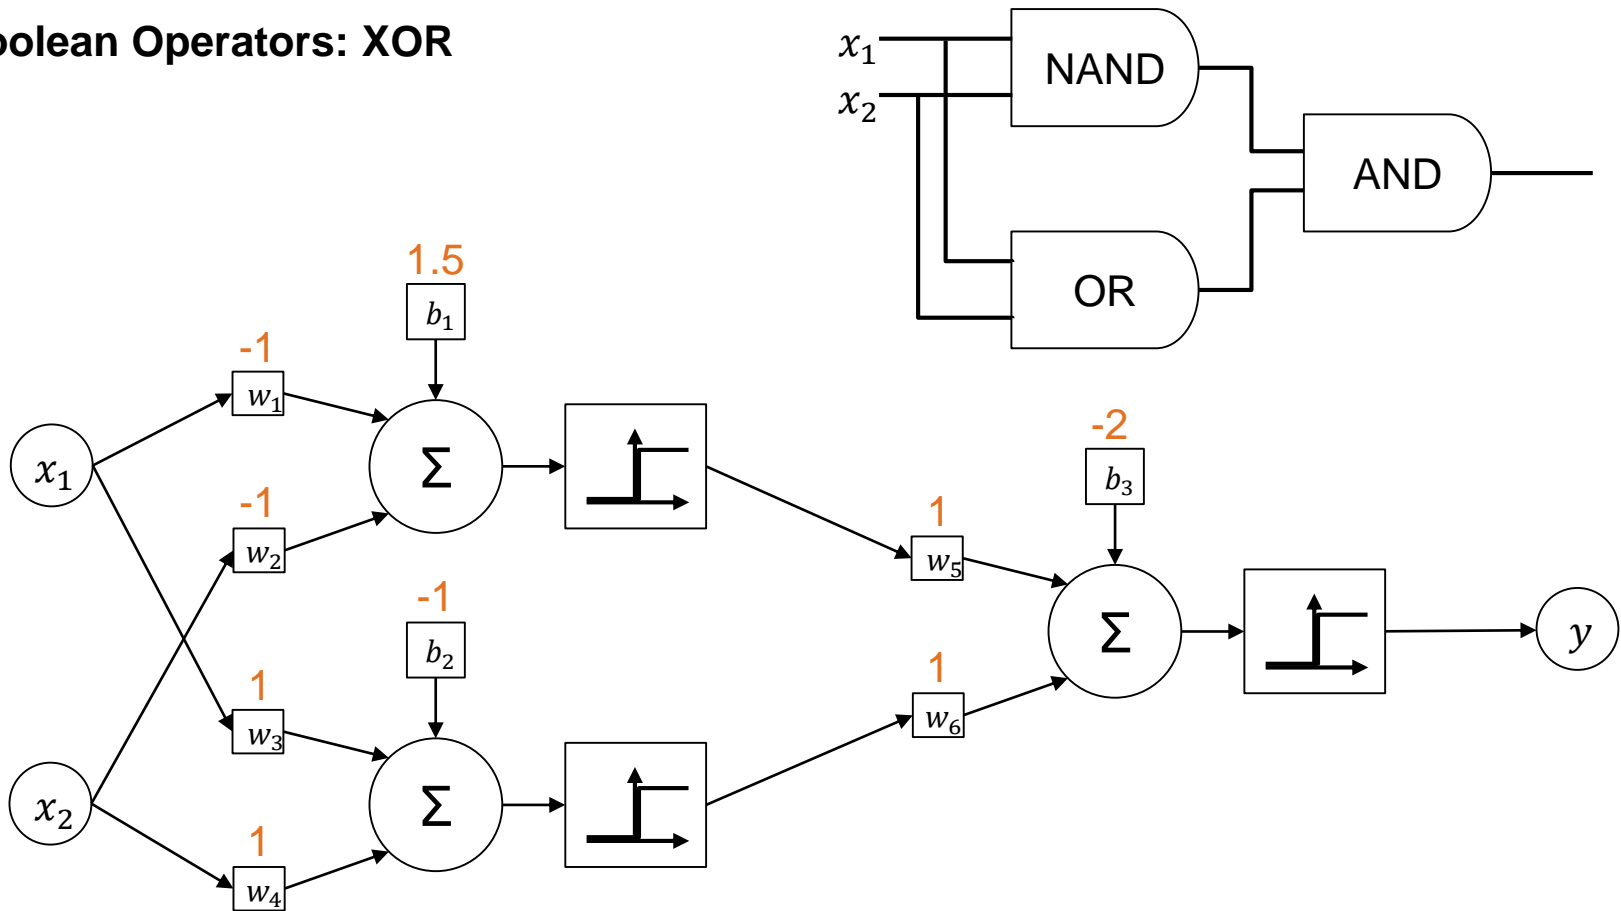 oolean Operators: XOR
x₁
x₂
NAND
OR
AND
1.5
b₁
-1
w₁
x₁
Σ
-1
w₂
-1
b₂
1
w₃
x₂
Σ
1
w₄
-2
b₃
1
w₅
Σ
1
w₆
y